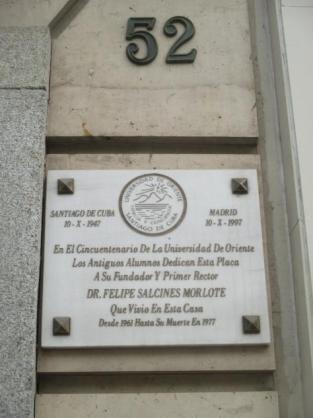 52
UNIVERSIDAD DE ORIENTE
SANTIAGO DE CUBA
SANTIAGO DE CUBA
10-X-1947
MADRID
10-X-1997
En El Cincuentenario De La Universidad De Oriente
Los Antiguos Alumnos Dedican Esta Placa
A Su Fundador Y Primer Rector
DR. FELIPE SALCINES MORLOTE
Que Vivio En Esta Casa
Desde 1961 Hasta Su Muerte En 1977